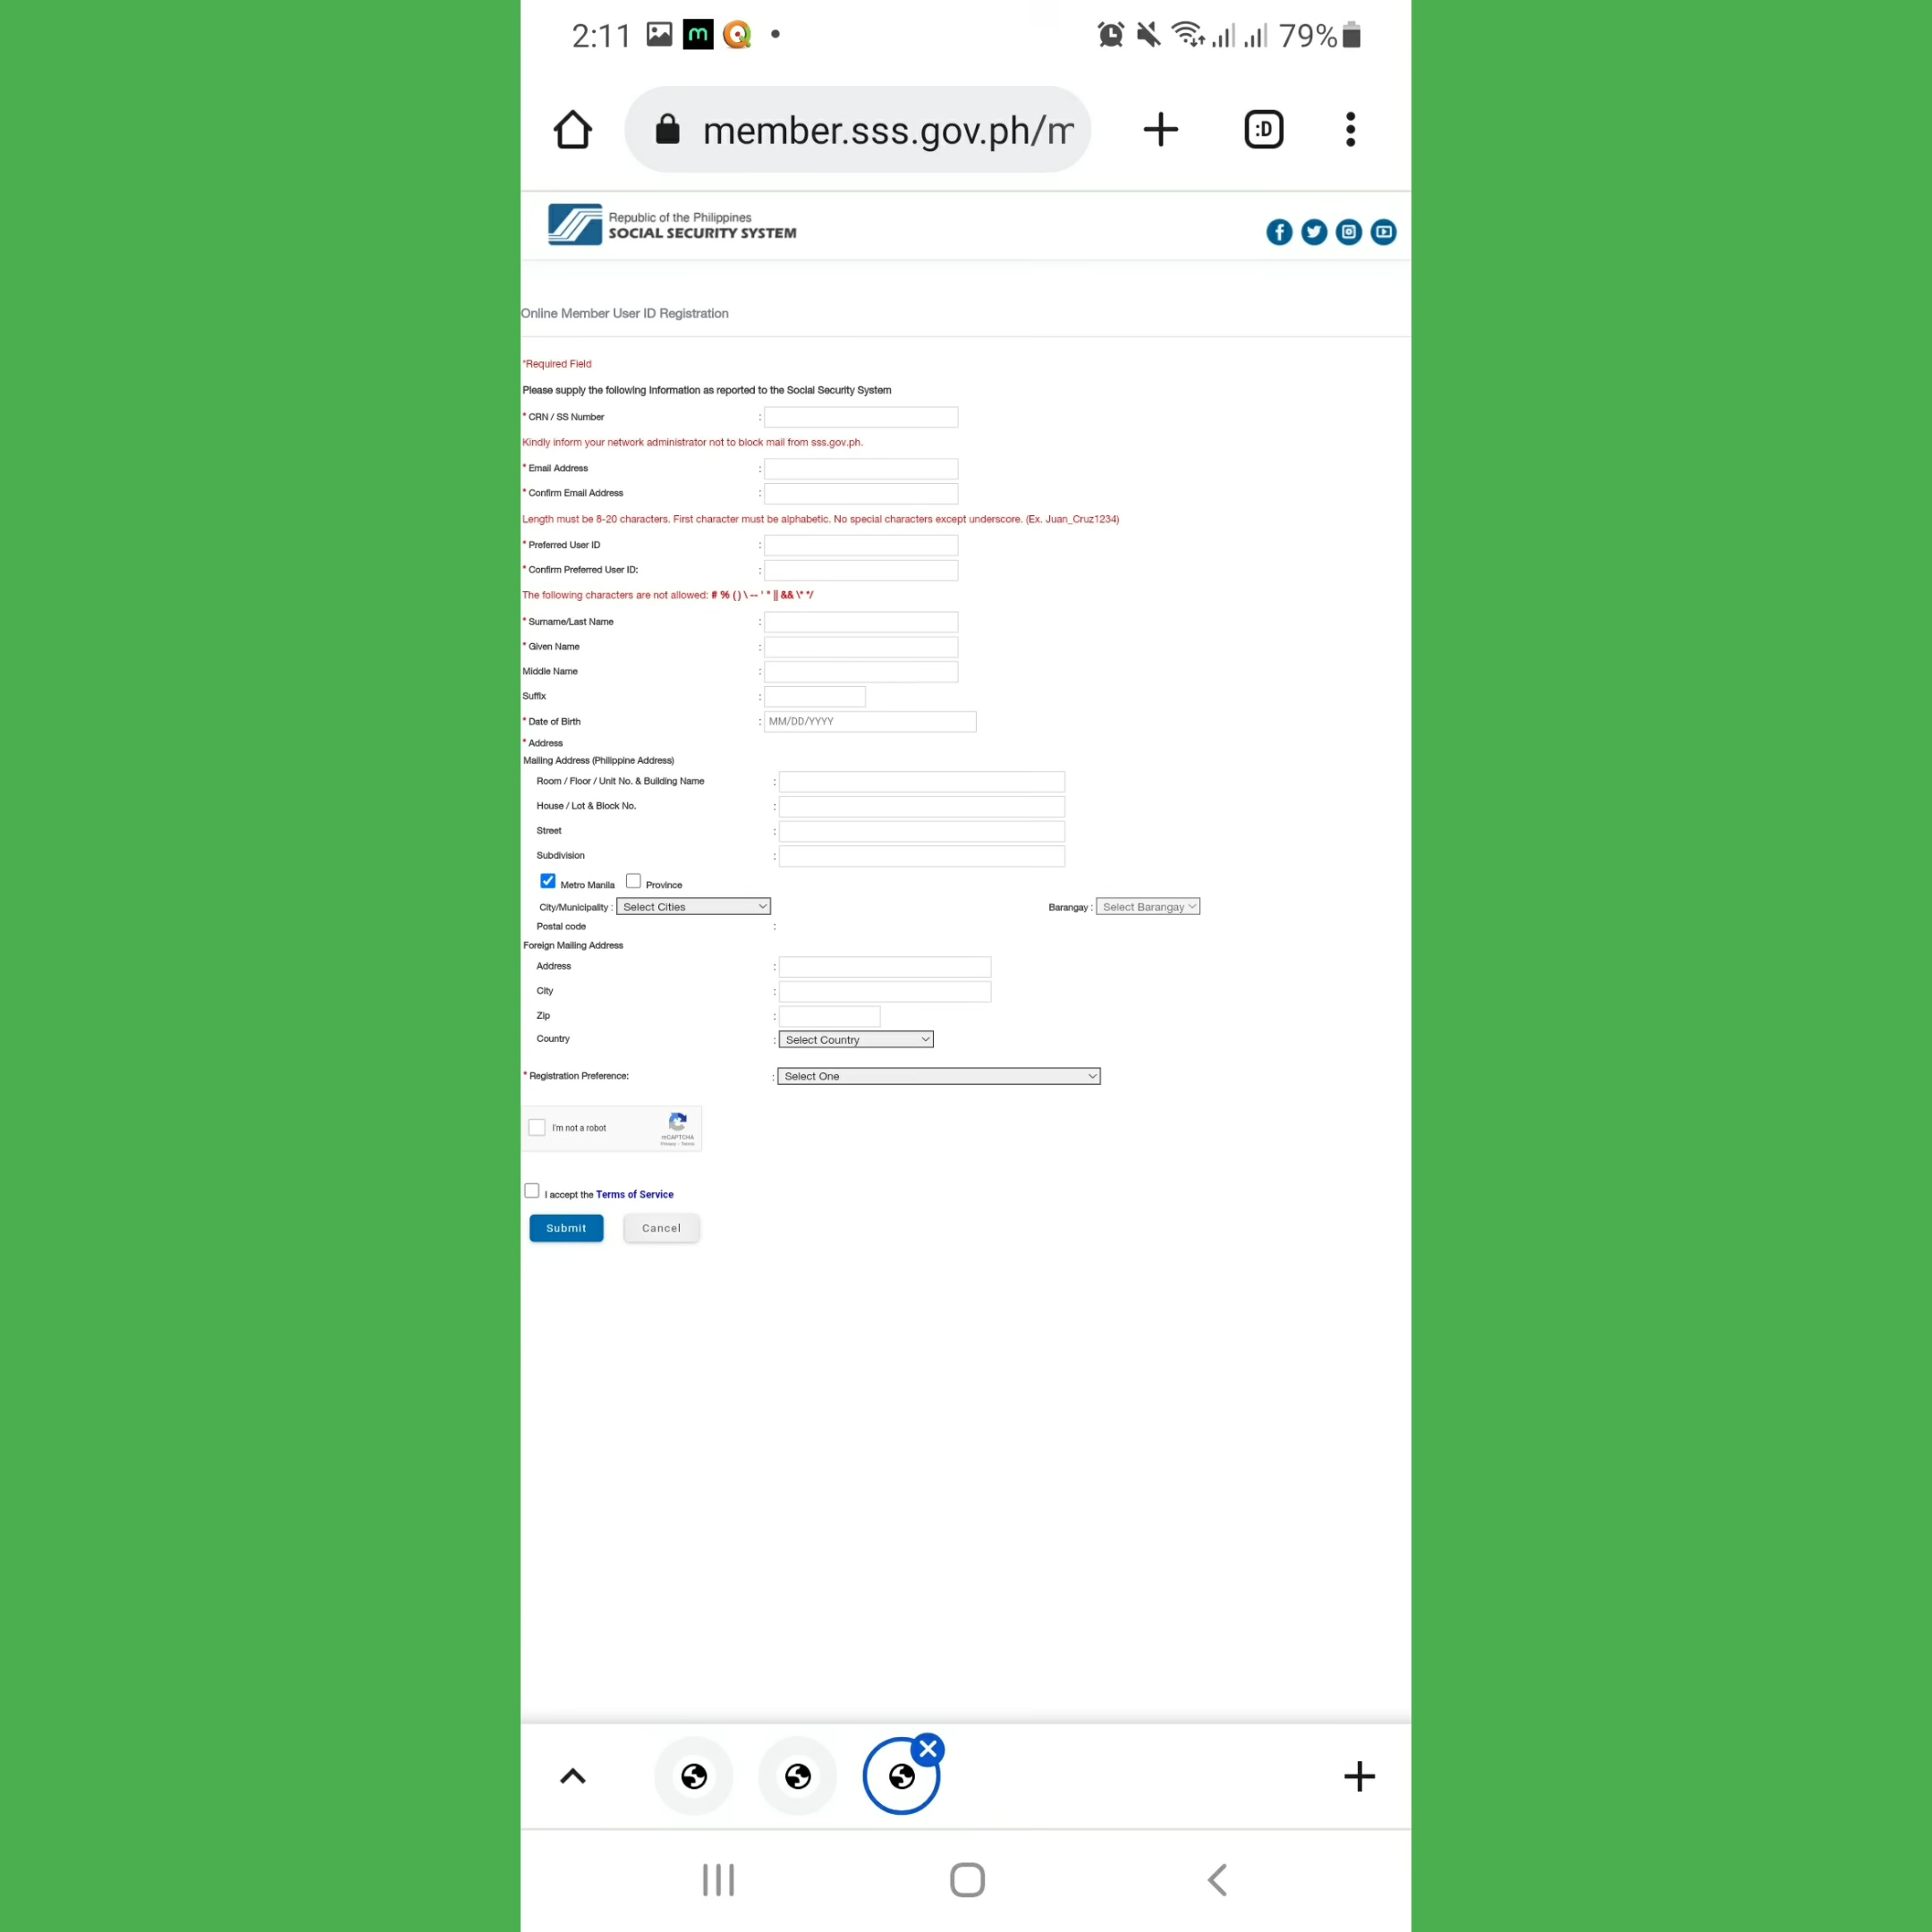 2:11
79%
member.sss.gov.ph/m
:D
Republic of the Philippines
SOCIAL SECURITY SYSTEM
Online Member User ID Registration
*Required Field
Please supply the following Information as reported to the Social Security System
* CRN / SS Number :
Kindly inform your network administrator not to block mail from sss.gov.ph.
* Email Address :
* Confirm Email Address :
Length must be 8-20 characters. First character must be alphabetic. No special characters except underscore. (Ex. Juan_Cruz1234)
* Preferred User ID :
* Confirm Preferred User ID: :
The following characters are not allowed: # % ( ) \ -- ' " || && \* */
* Surname/Last Name :
* Given Name :
Middle Name :
Suffix :
* Date of Birth : MM/DD/YYYY
* Address
Mailing Address (Philippine Address)
Room / Floor / Unit No. & Building Name :
House / Lot & Block No. :
Street :
Subdivision :
Metro Manila Province
City/Municipality : Select Cities Barangay : Select Barangay
Postal code :
Foreign Mailing Address
Address :
City :
Zip :
Country : Select Country
* Registration Preference: : Select One
I'm not a robot
reCAPTCHA
Privacy - Terms
I accept the Terms of Service
Submit Cancel